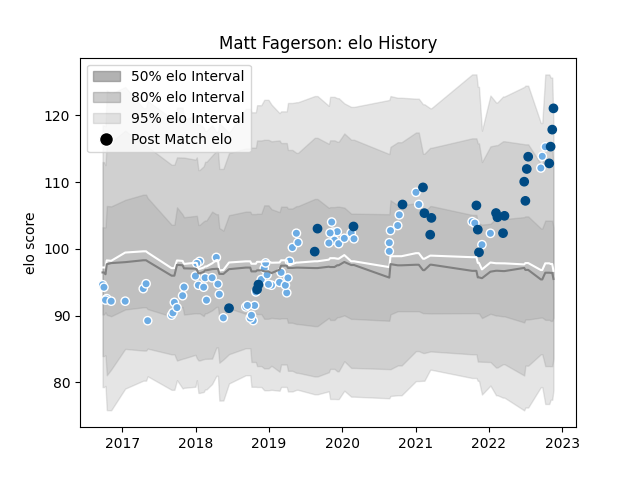 Matt Fagerson: elo History
50% elo Interval
80% elo Interval
95% elo Interval
Post Match elo
elo score
120
110
100
90
80
2017 2018 2019 2020 2021 2022 2023